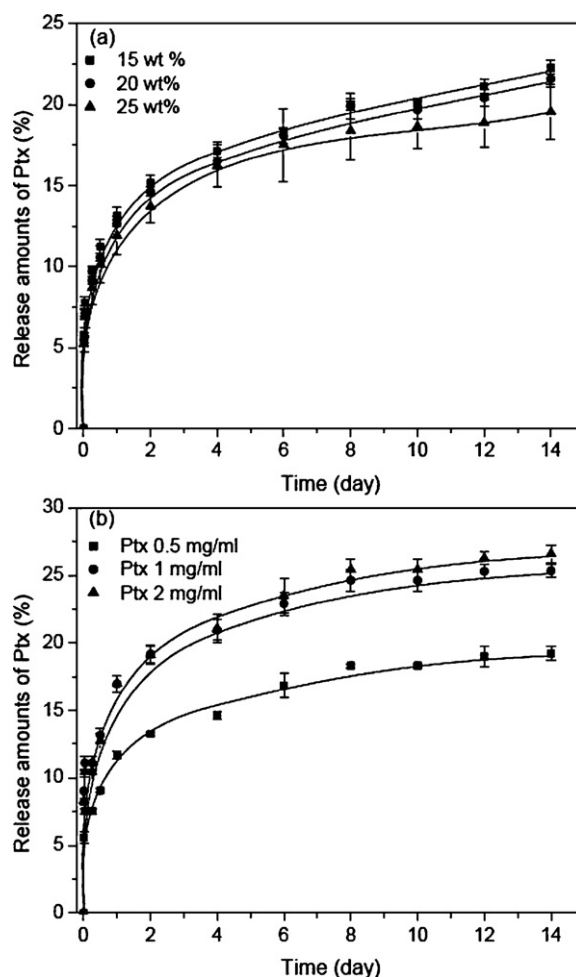 (a)
15 wt %
20 wt%
25 wt%
25
20
15
10
5
0
Release amounts of Ptx (%)
0 2 4 6 8 10 12 14
Time (day)
(b)
Ptx 0.5 mg/ml
Ptx 1 mg/ml
Ptx 2 mg/ml
30
25
20
15
10
5
0
Release amounts of Ptx (%)
0 2 4 6 8 10 12 14
Time (day)